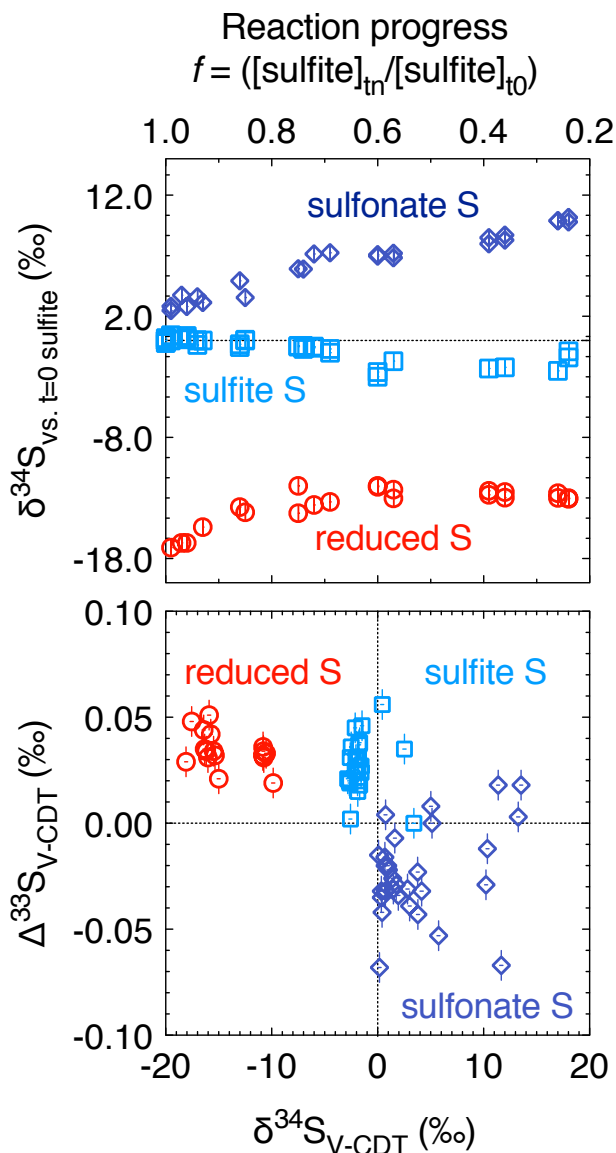 Reaction progress
f = ([sulfite]tn/[sulfite]t0)
1.0 0.8 0.6 0.4 0.2
12.0
sulfonate S
2.0
sulfite S
-8.0
reduced S
-18.0
δ34Svs. t=0 sulfite (‰)
0.10
reduced S sulfite S
0.05
0.00
-0.05
sulfonate S
-0.10
Δ33SV-CDT (‰)
-20 -10 0 10 20
δ34SV-CDT (‰)